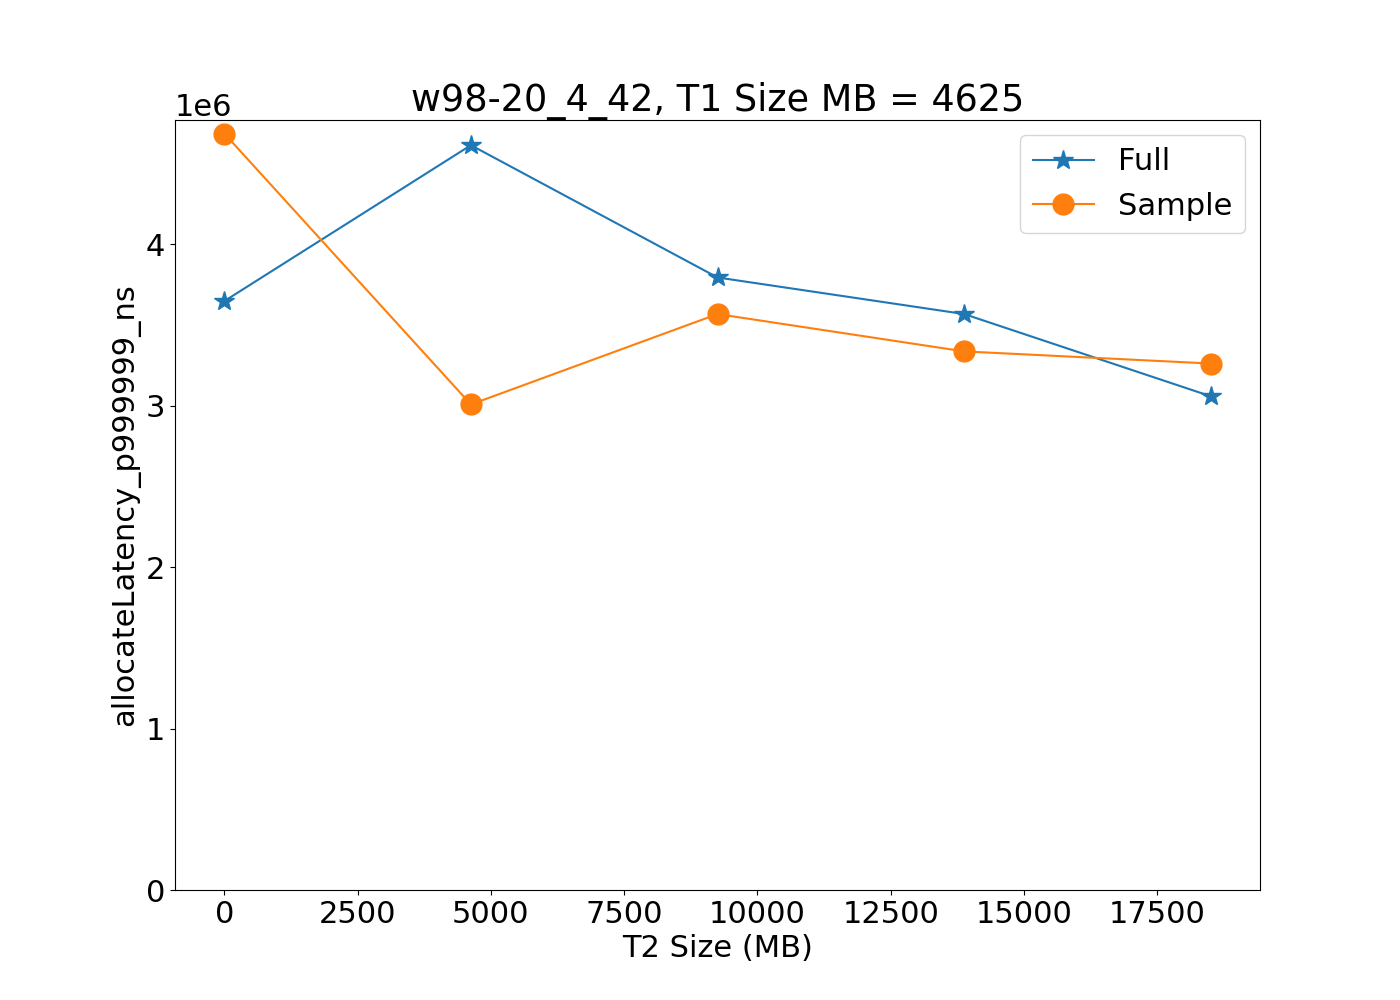 w98-20_4_42, T1 Size MB = 4625
1e6
Full
Sample
4
3
2
1
0
allocateLatency_p999999_ns
0 2500 5000 7500 10000 12500 15000 17500
T2 Size (MB)